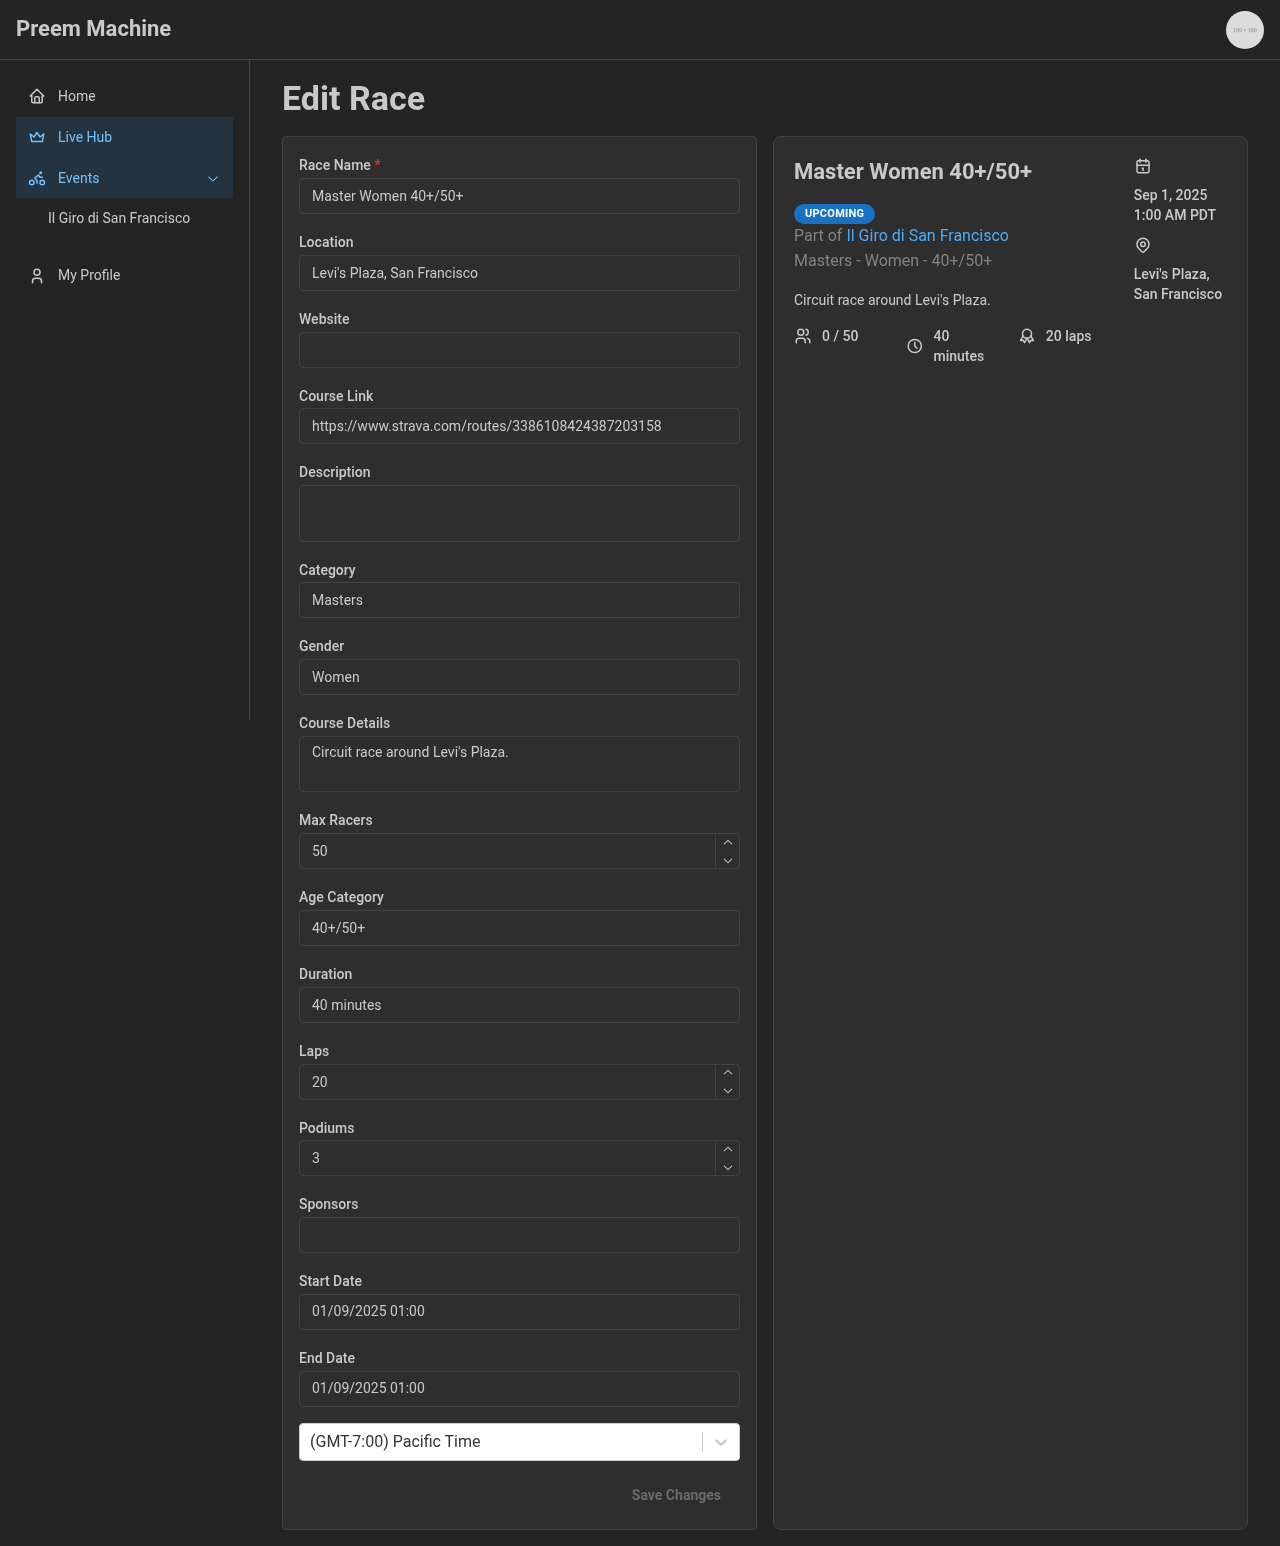 Preem Machine
100 × 100
Home
Live Hub
Events
Il Giro di San Francisco
My Profile
Edit Race
Race Name *
Master Women 40+/50+
Location
Levi's Plaza, San Francisco
Website
Course Link
https://www.strava.com/routes/3386108424387203158
Description
Category
Masters
Gender
Women
Course Details
Circuit race around Levi's Plaza.
Max Racers
50
Age Category
40+/50+
Duration
40 minutes
Laps
20
Podiums
3
Sponsors
Start Date
01/09/2025 01:00
End Date
01/09/2025 01:00
(GMT-7:00) Pacific Time
Save Changes
Master Women 40+/50+
UPCOMING
Part of Il Giro di San Francisco
Masters - Women - 40+/50+
Circuit race around Levi's Plaza.
0 / 50
40
minutes
20 laps
Sep 1, 2025
1:00 AM PDT
Levi's Plaza,
San Francisco